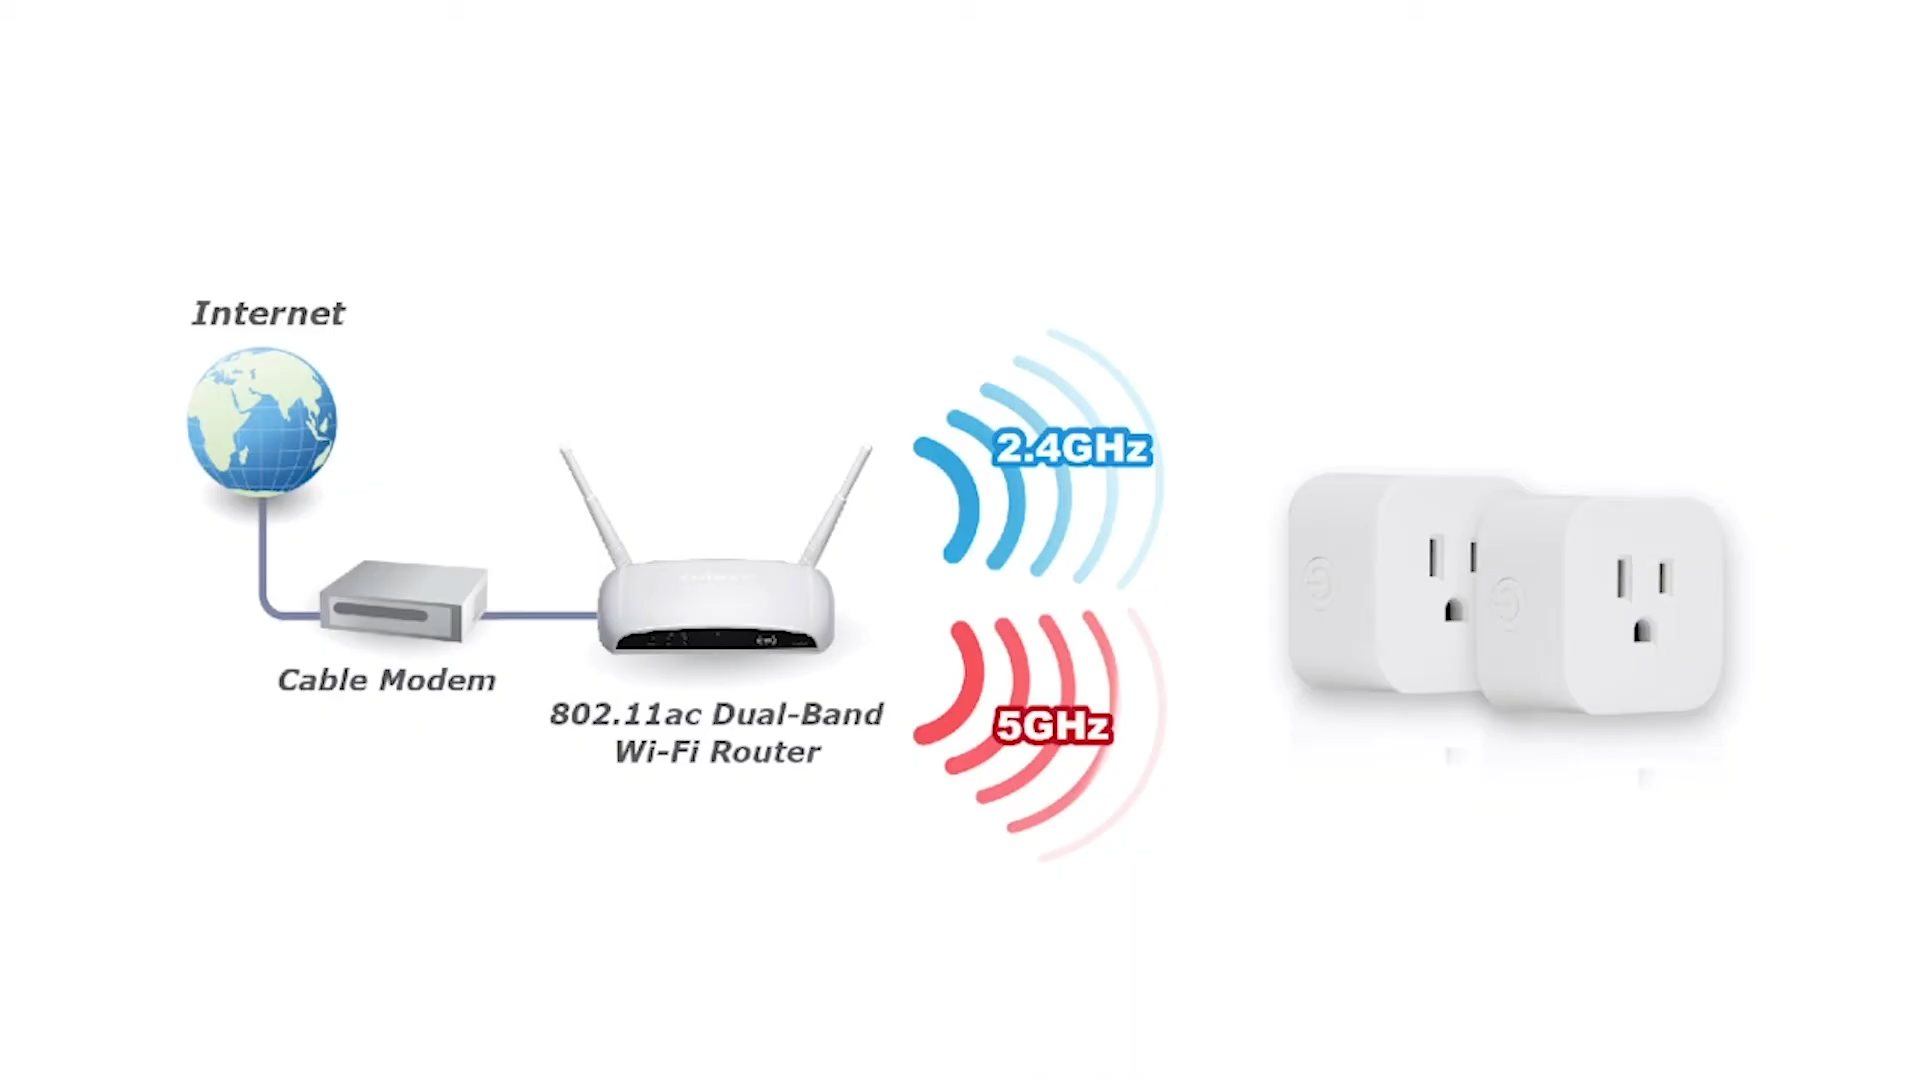 Internet
2.4GHz
Cable Modem
802.11ac Dual-Band
Wi-Fi Router
5GHz